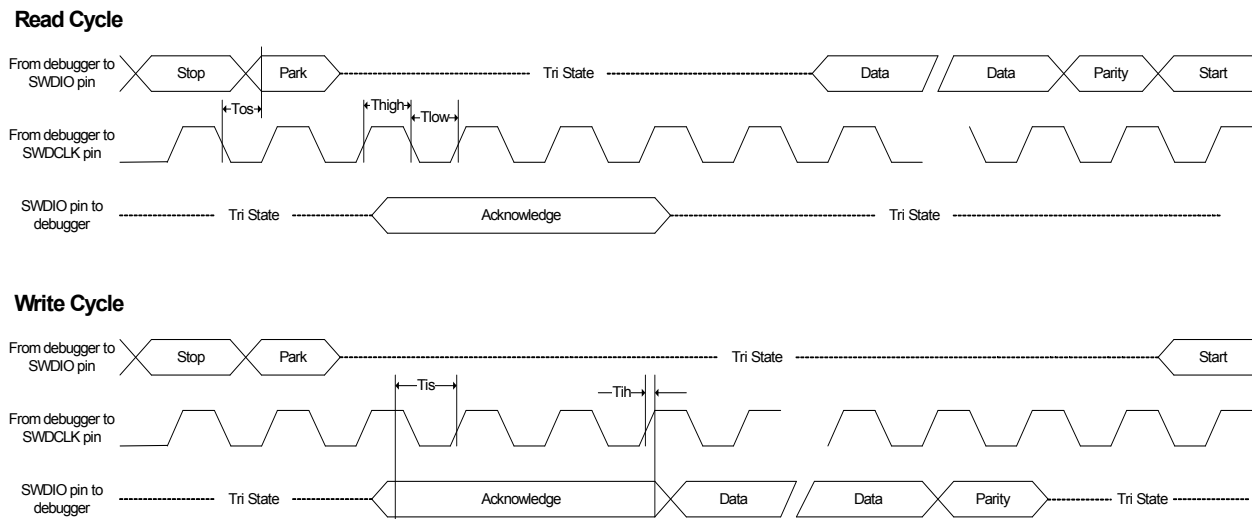 Read Cycle
From debugger to
SWDIO pin
Stop
Park
Tri State
Data
Data
Parity
Start
Tos
Thigh
Tlow
From debugger to
SWDCLK pin
SWDIO pin to
debugger
Tri State
Acknowledge
Tri State
Write Cycle
From debugger to
SWDIO pin
Stop
Park
Tri State
Start
Tis
Tih
From debugger to
SWDCLK pin
SWDIO pin to
debugger
Tri State
Acknowledge
Data
Data
Parity
Tri State